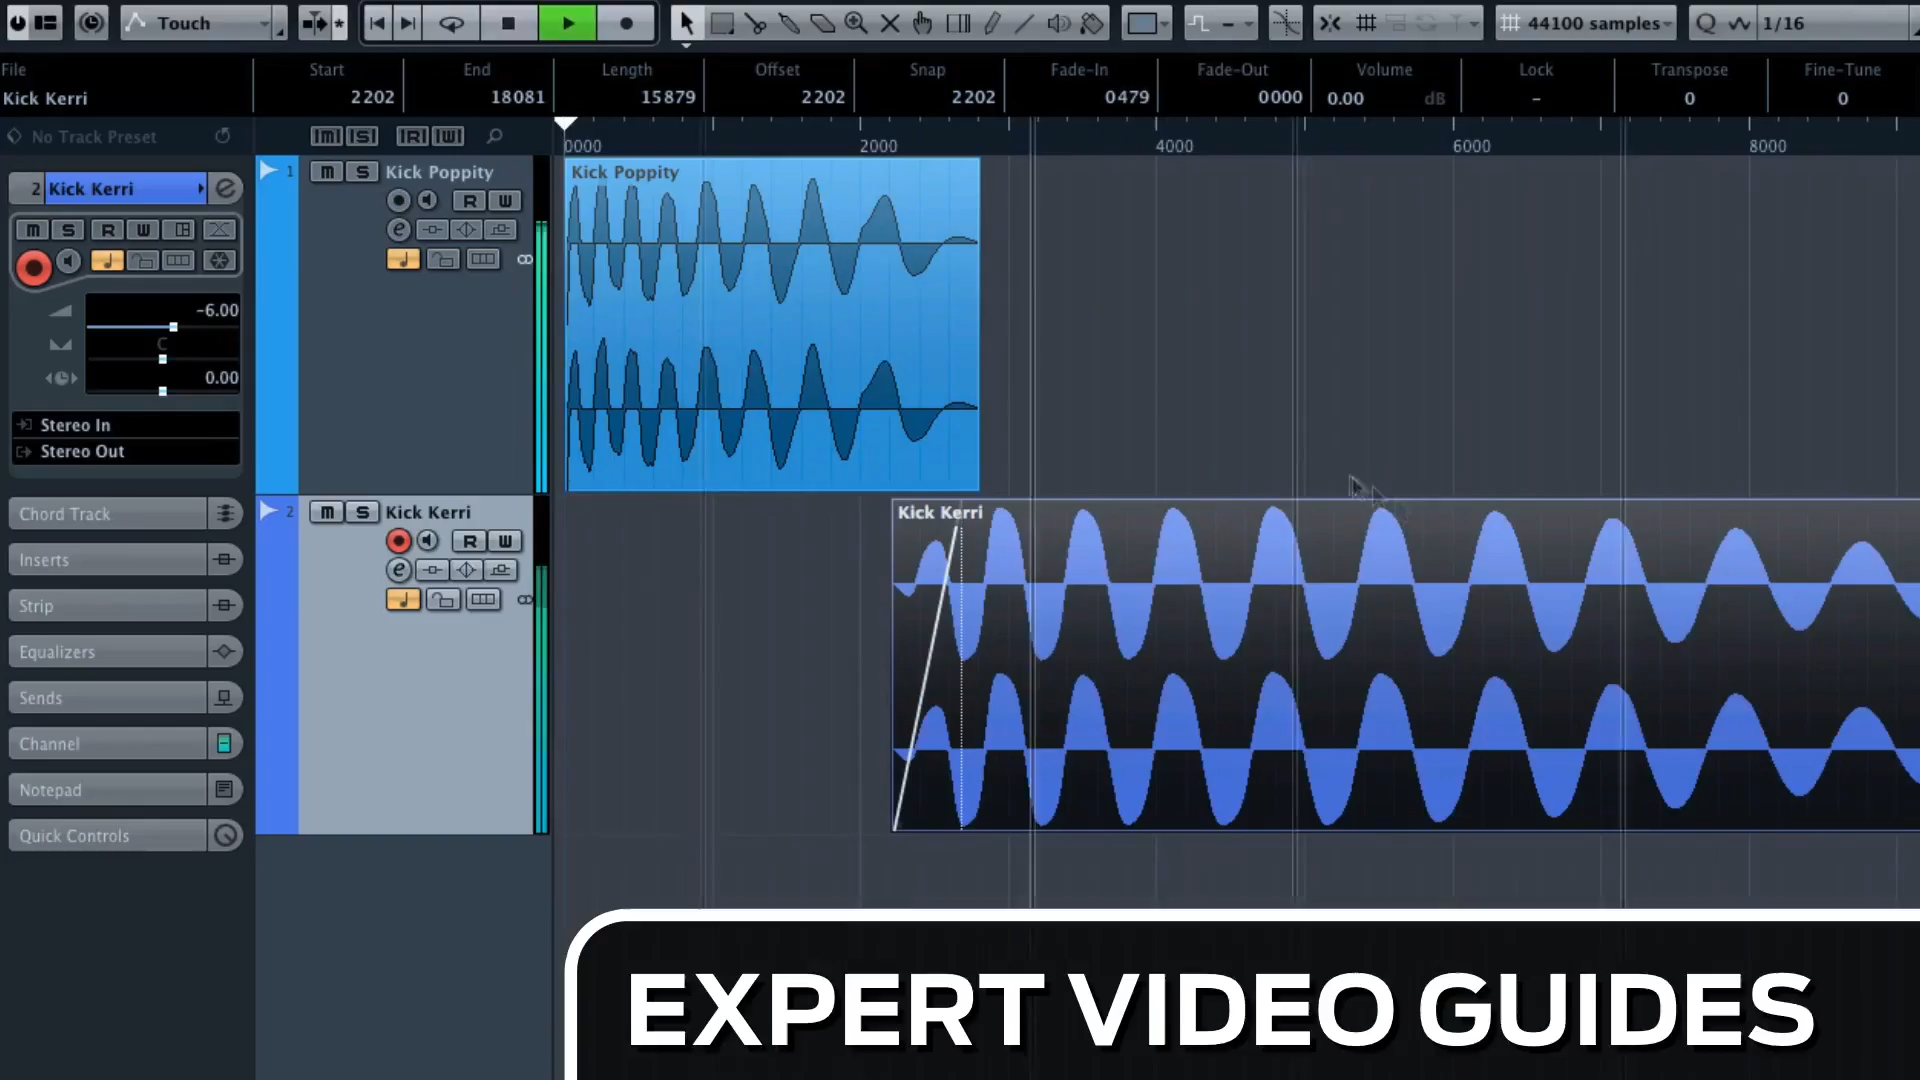 Touch
44100 samples
1/16
File Start End Length Offset Snap Fade-In Fade-Out Volume Lock Transpose Fine-Tune
Kick Kerri 2202 18081 15879 2202 2202 0479 0000 0.00 dB - 0 0
No Track Preset
M S R W
0000 2000 4000 6000 8000
2 Kick Kerri
M S R W
-6.00
C
0.00
Stereo In
Stereo Out
Chord Track
Inserts
Strip
Equalizers
Sends
Channel
Notepad
Quick Controls
1 M S Kick Poppity
R W
e
Kick Poppity
2 M S Kick Kerri
R W
e
Kick Kerri
EXPERT VIDEO GUIDES